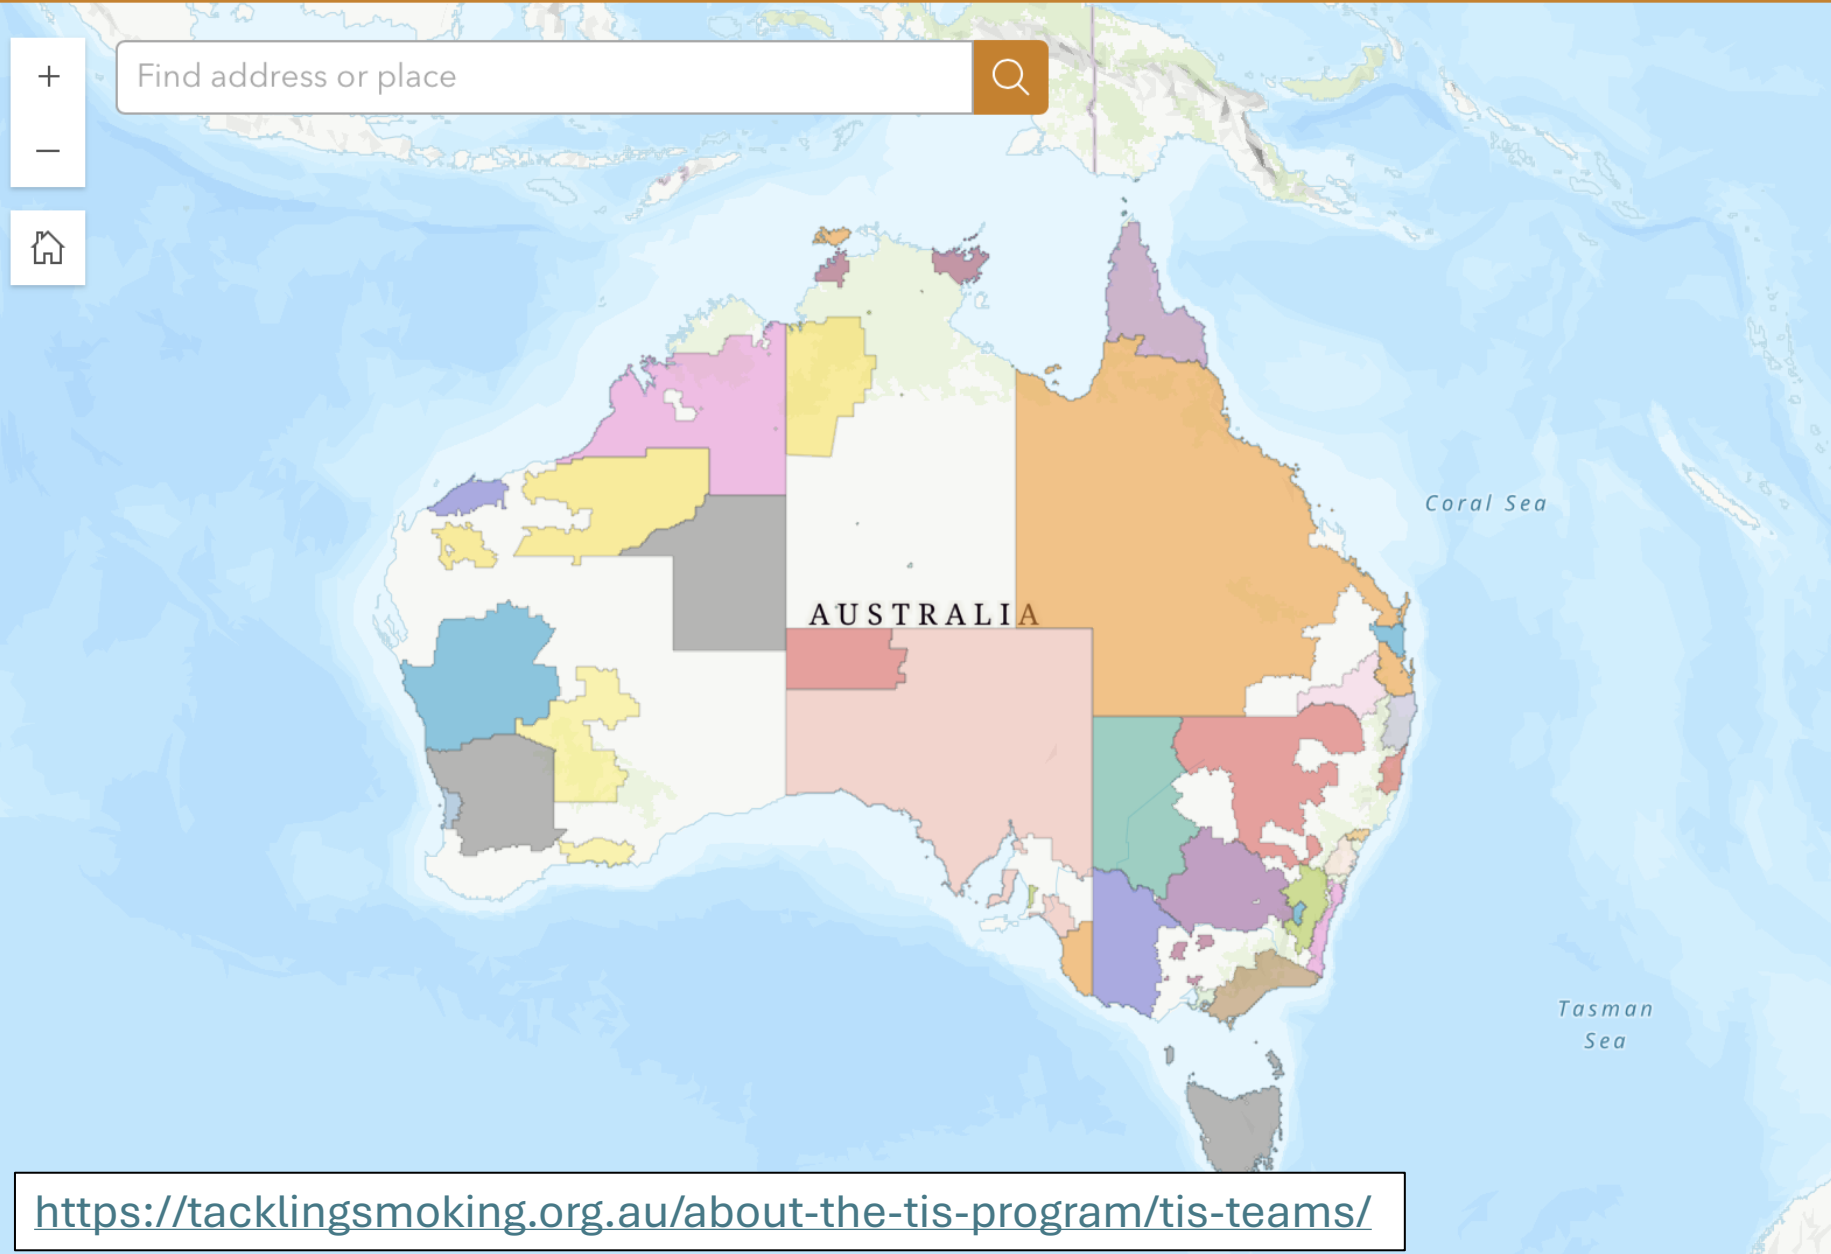 Find address or place
Coral Sea
AUSTRALIA
Tasman
Sea
https://tacklingsmoking.org.au/about-the-tis-program/tis-teams/